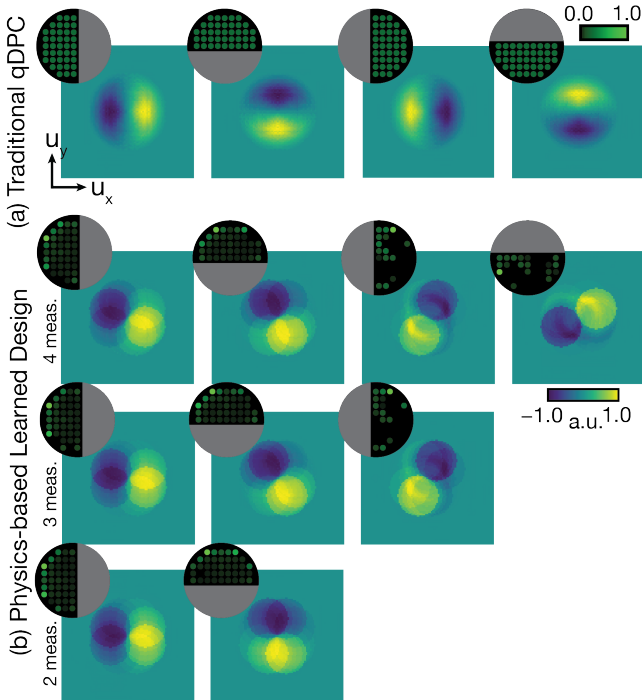 0.0 1.0
(a) Traditional qDPC
u_y
u_x
(b) Physics-based Learned Design
4 meas.
−1.0 a.u. 1.0
3 meas.
2 meas.